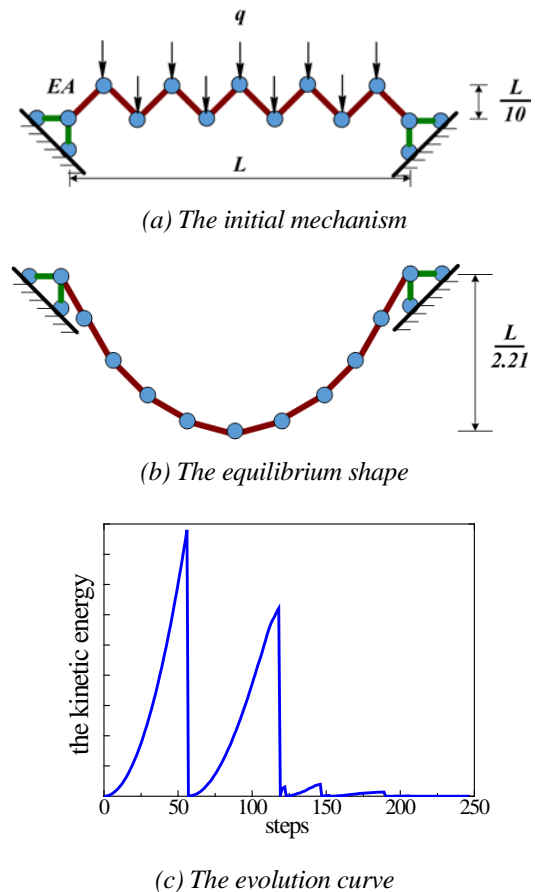 q
EA
L
10
L
(a) The initial mechanism
L
2.21
(b) The equilibrium shape
the kinetic energy
0 50 100 150 200 250
steps
(c) The evolution curve